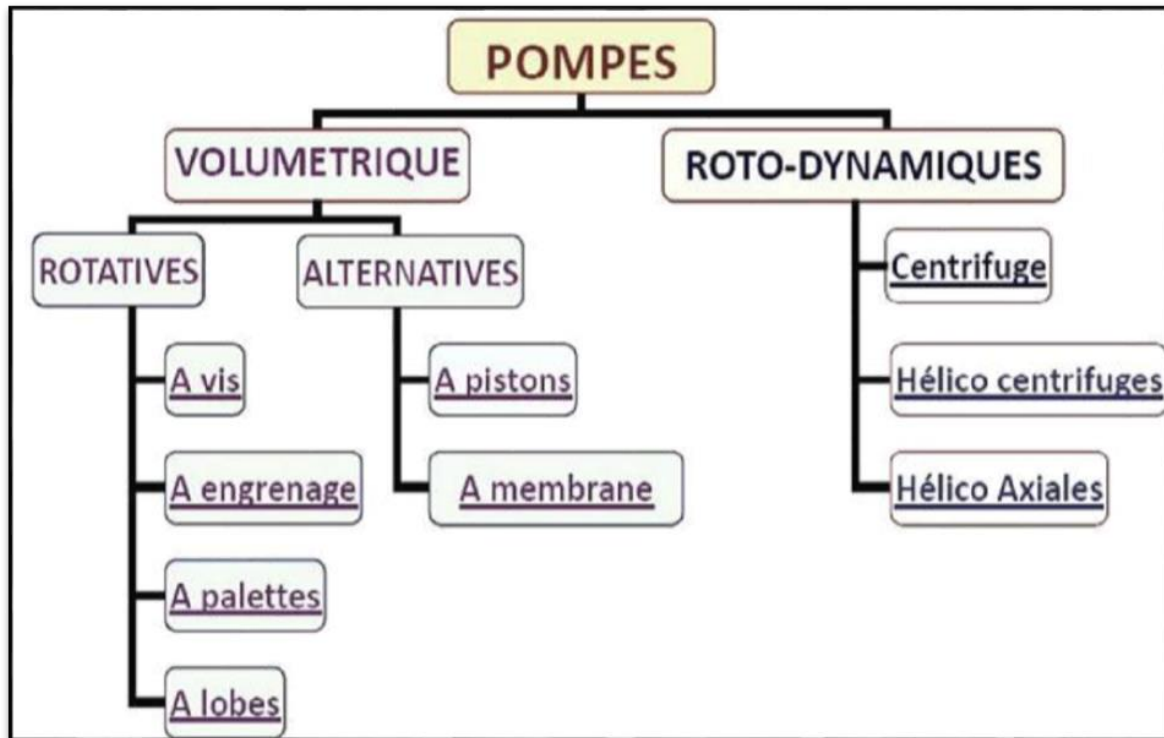 POMPES
VOLUMETRIQUE
ROTO-DYNAMIQUES
ROTATIVES
ALTERNATIVES
Centrifuge
A vis
A pistons
Hélico centrifuges
A engrenage
A membrane
Hélico Axiales
A palettes
A lobes